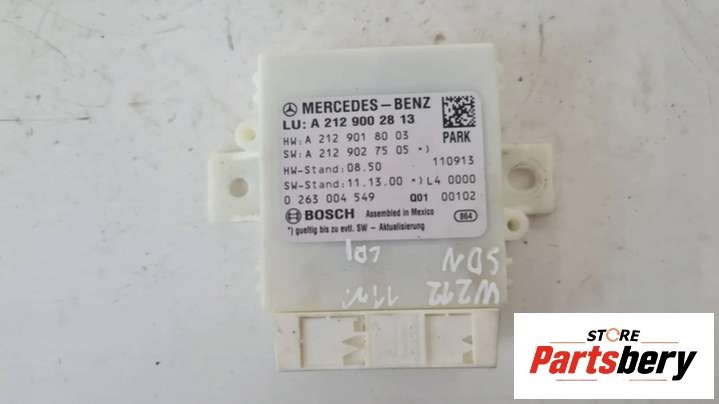 MERCEDES-BENZ
LU: A 212 900 28 13
HW: A 212 901 80 03
PARK
SW: A 212 902 75 05 *)
HW-Stand: 08.50
110913
SW-Stand: 11.13.00 *) L4 0000
0 263 004 549 Q01 00102
BOSCH Assembled in Mexico 864
*) gueltig bis zu evtl. SW - Aktualisierung
W212
SDN
STORE
Partsbery